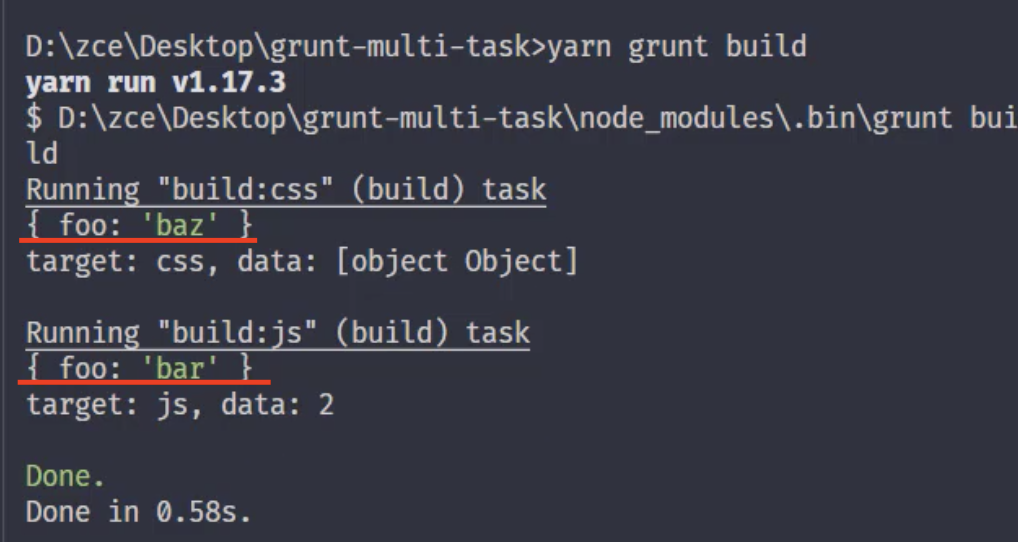 D:\zce\Desktop\grunt-multi-task>yarn grunt build
yarn run v1.17.3
$ D:\zce\Desktop\grunt-multi-task\node_modules\.bin\grunt bui
ld
Running "build:css" (build) task
{ foo: 'baz' }
target: css, data: [object Object]
Running "build:js" (build) task
{ foo: 'bar' }
target: js, data: 2
Done.
Done in 0.58s.